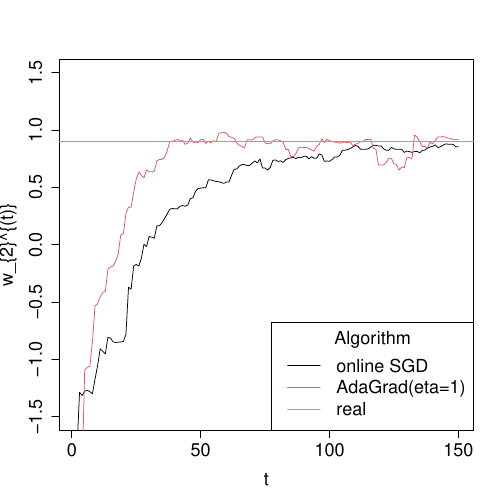 1.5
1.0
0.5
0.0
−0.5
−1.0
−1.5
w_{2}^{(t)}
Algorithm
online SGD
AdaGrad(eta=1)
real
0 50 100 150
t